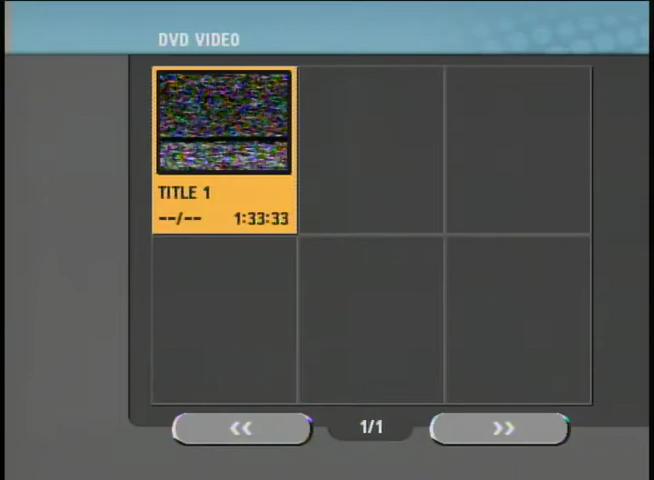 DVD VIDEO
TITLE 1
--/-- 1:33:33
<< 1/1 >>